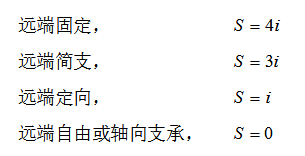 远端固定， S = 4i
远端简支， S = 3i
远端定向， S = i
远端自由或轴向支承， S = 0